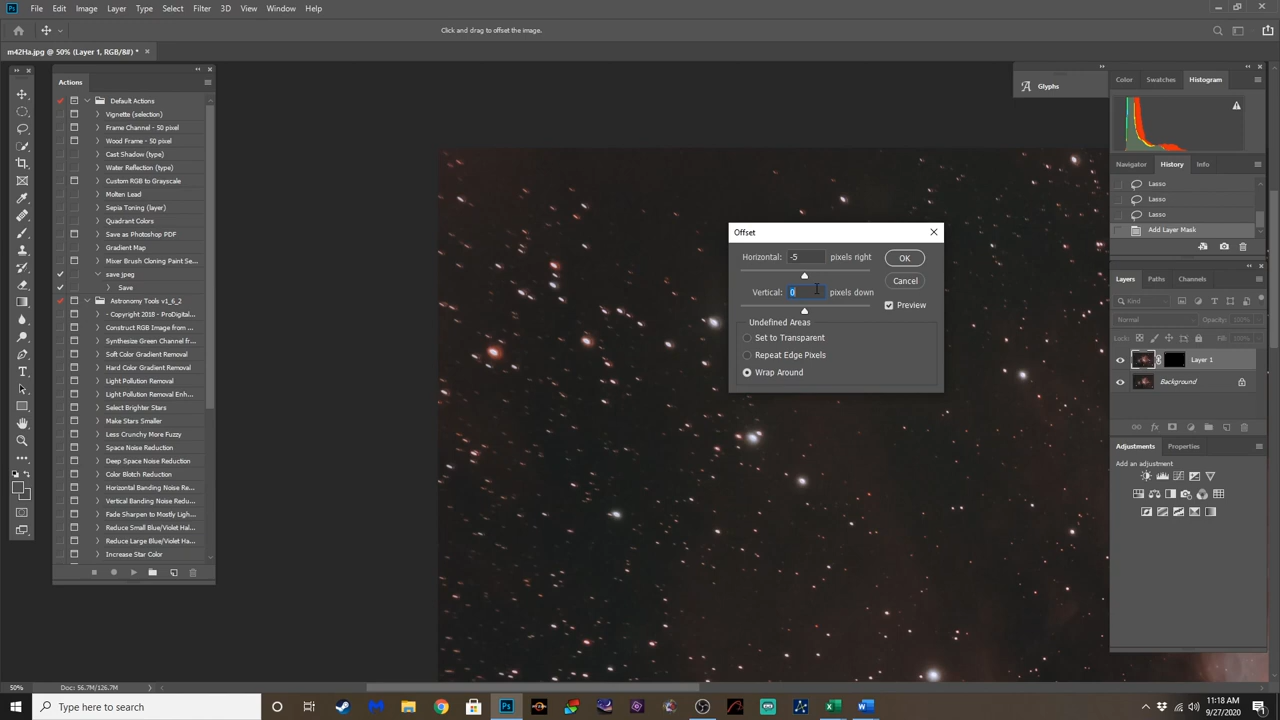 File Edit Image Layer Type Select Filter 3D View Window Help
Click and drag to offset the image.
m42Ha.jpg @ 50% (Layer 1, RGB/8#) *
Actions
Default Actions
Vignette (selection)
Frame Channel - 50 pixel
Wood Frame - 50 pixel
Cast Shadow (type)
Water Reflection (type)
Custom RGB to Grayscale
Molten Lead
Sepia Toning (layer)
Quadrant Colors
Save as Photoshop PDF
Gradient Map
Mixer Brush Cloning Paint Se...
save jpeg
Save
Astronomy Tools v1_6_2
- Copyright 2018 - ProDigital...
Construct RGB Image from ...
Synthesize Green Channel fr...
Soft Color Gradient Removal
Hard Color Gradient Removal
Light Pollution Removal
Light Pollution Removal Enh...
Select Brighter Stars
Make Stars Smaller
Less Crunchy More Fuzzy
Space Noise Reduction
Deep Space Noise Reduction
Color Blotch Reduction
Horizontal Banding Noise Re...
Vertical Banding Noise Redu...
Fade Sharpen to Mostly Ligh...
Reduce Small Blue/Violet Hal...
Reduce Large Blue/Violet Hal...
Increase Star Color
Offset
Horizontal: -5 pixels right
OK
Cancel
Vertical: 0 pixels down
Preview
Undefined Areas
Set to Transparent
Repeat Edge Pixels
Wrap Around
Glyphs
Color Swatches Histogram
Navigator History Info
Lasso
Lasso
Lasso
Add Layer Mask
Layers Paths Channels
Kind
Normal Opacity: 100%
Lock: Fill: 100%
Layer 1
Background
Adjustments Properties
Add an adjustment
50% Doc: 56.7M/126.7M
Type here to search
11:18 AM
9/27/2020